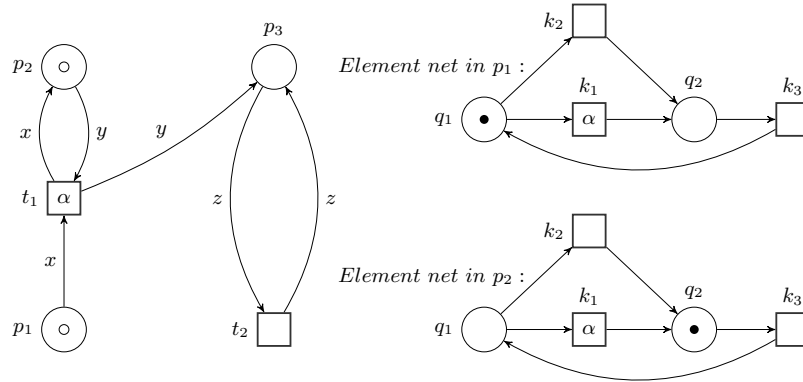 p₃
k₂
p₂
Element net in p₁ :
q₂
k₁
k₃
q₁
α
x
y
y
t₁
α
z
z
k₂
x
Element net in p₂ :
q₂
k₁
k₃
q₁
α
p₁
t₂